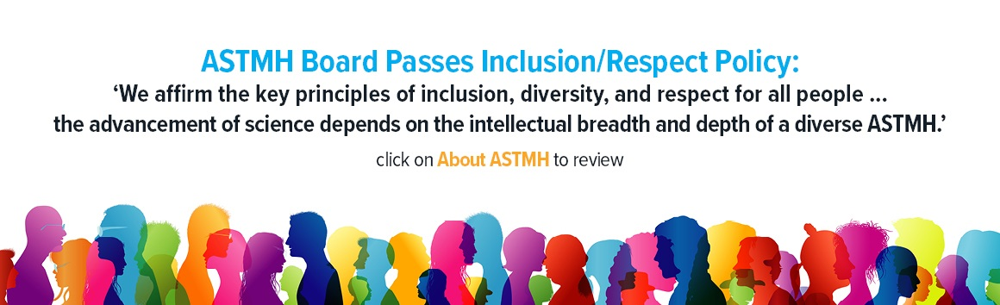 ASTMH Board Passes Inclusion/Respect Policy:
‘We affirm the key principles of inclusion, diversity, and respect for all people ...
the advancement of science depends on the intellectual breadth and depth of a diverse ASTMH.’
click on About ASTMH to review